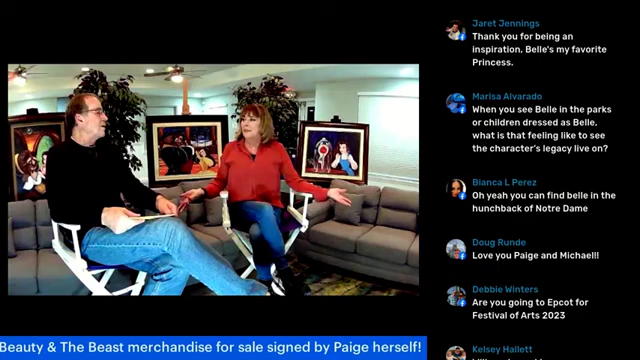 Jaret Jennings
Thank you for being an
inspiration, Belle's my favorite
Princess.
Marisa Alvarado
When you see Belle in the parks
or children dressed as Belle,
what is that feeling like to see
the character's legacy live on?
Bianca L Perez
Oh yeah you can find belle in the
hunchback of Notre Dame
Doug Runde
Love you Paige and Michael!!
Debbie Winters
Are you going to Epcot for
Festival of Arts 2023
Kelsey Hallett
Beauty & The Beast merchandise for sale signed by Paige herself!